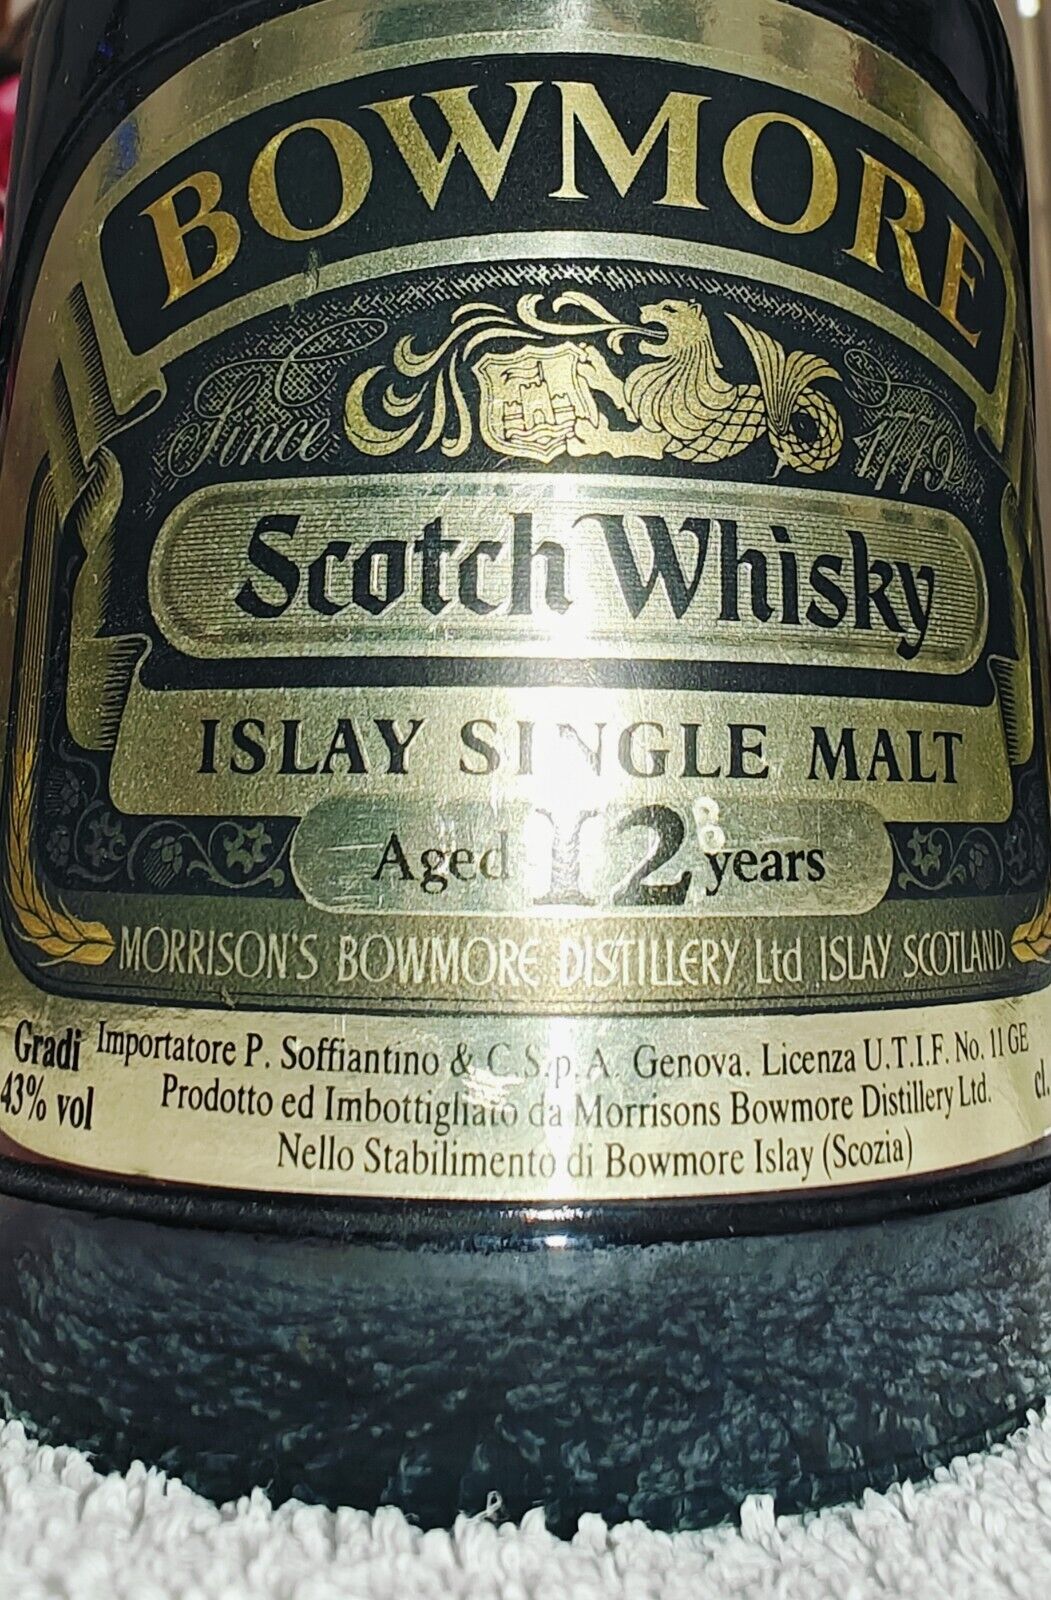 BOWMORE
Since 1779
Scotch Whisky
ISLAY SINGLE MALT
Aged 12 years
MORRISON'S BOWMORE DISTILLERY Ltd ISLAY SCOTLAND.
Gradi 43% vol
Importatore P. Soffiantino & C. S.p.A. Genova. Licenza U.T.I.F. No. 11 GE
Prodotto ed Imbottigliato da Morrisons Bowmore Distillery Ltd.
Nello Stabilimento di Bowmore Islay (Scozia)
cl.